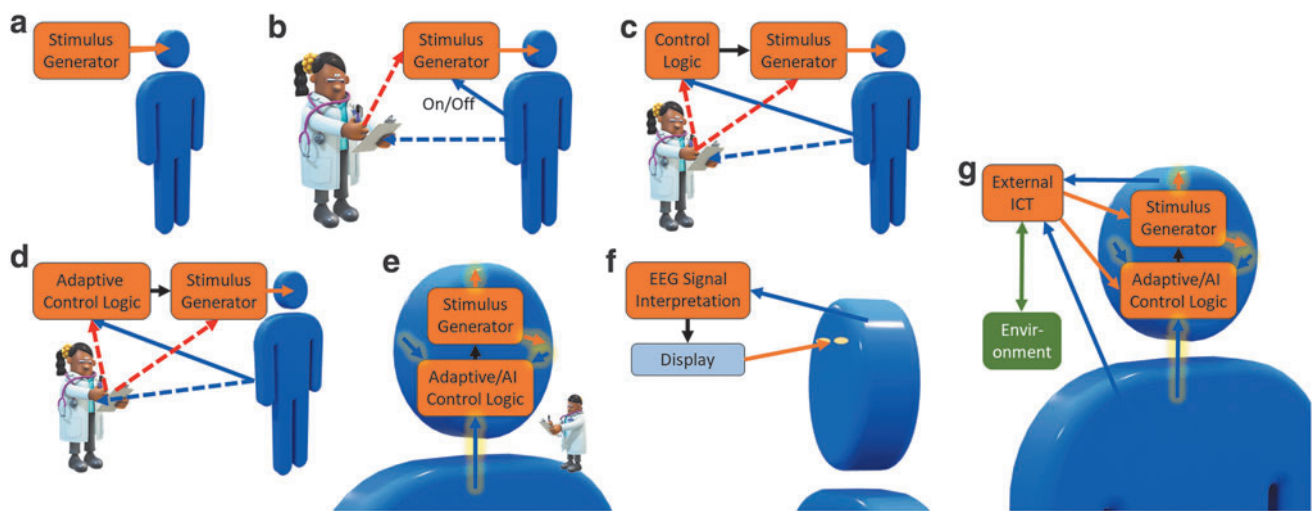 a
Stimulus
Generator
b
Stimulus
Generator
On/Off
c
Control
Logic
Stimulus
Generator
d
Adaptive
Control Logic
Stimulus
Generator
e
Stimulus
Generator
Adaptive/AI
Control Logic
f
EEG Signal
Interpretation
Display
g
External
ICT
Stimulus
Generator
Adaptive/AI
Control Logic
Envir-
onment